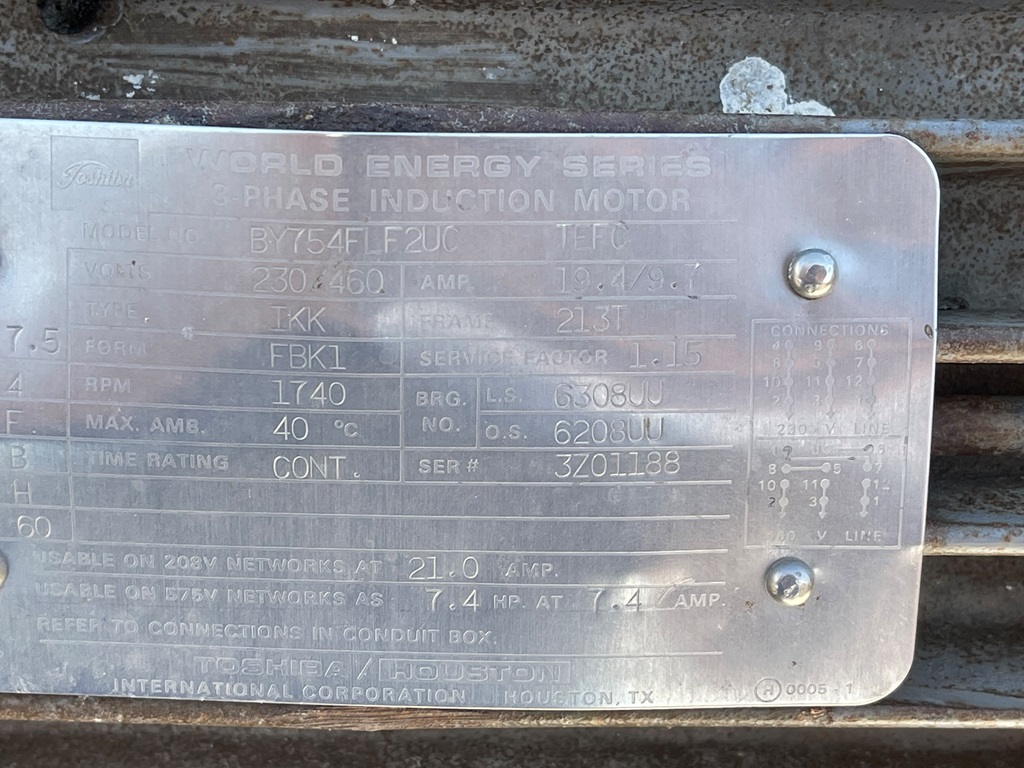 Toshiba
WORLD ENERGY SERIES
3-PHASE INDUCTION MOTOR
MODEL NO. BY754FLF2UC TEFC
VOLTS 230/460 AMP. 19.4/9.7
TYPE IKK FRAME 213T
7.5 FORM FBK1 SERVICE FACTOR 1.15
4 RPM 1740 BRG. NO. L.S. 6308UU
F MAX. AMB. 40 °C O.S. 6208UU
B TIME RATING CONT. SER # 3Z01188
H
60
USABLE ON 208V NETWORKS AT 21.0 AMP.
USABLE ON 575V NETWORKS AS 7.4 HP. AT 7.4 AMP.
REFER TO CONNECTIONS IN CONDUIT BOX.
TOSHIBA/HOUSTON
INTERNATIONAL CORPORATION HOUSTON, TX
H 0005-1
CONNECTIONS
4 9 6
8 5 7
10 11 12
2 3 1
230 V LINE
8 5 7
10 11
2 3 1
V LINE